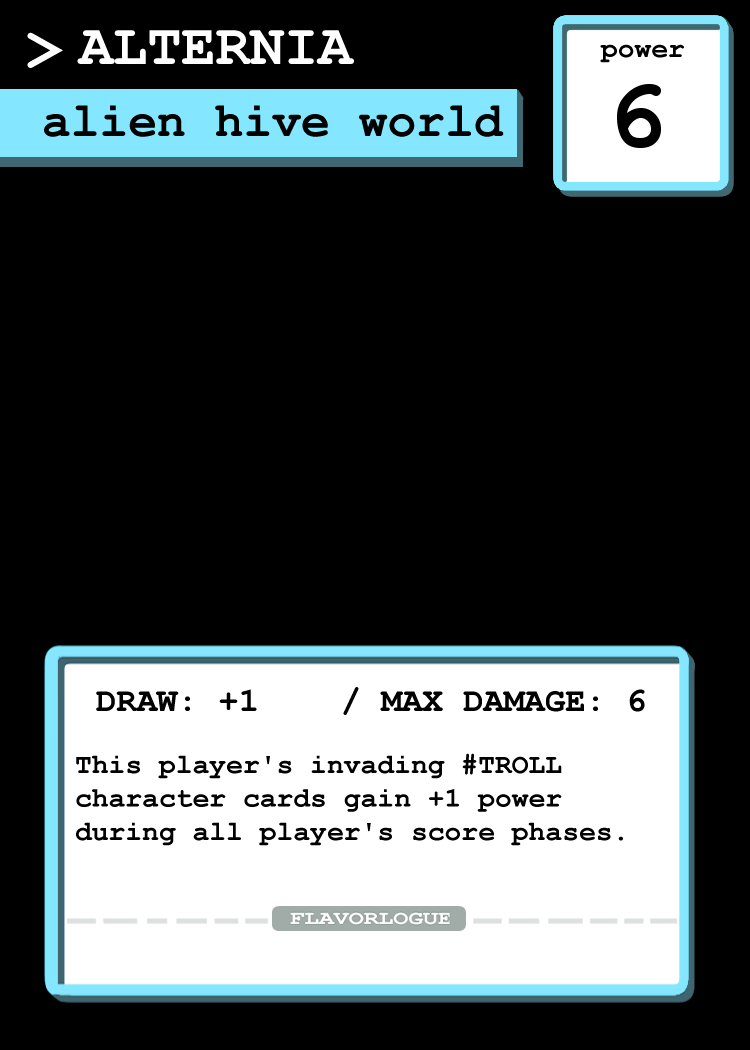 > ALTERNIA
power
6
alien hive world
DRAW: +1 / MAX DAMAGE: 6
This player's invading #TROLL
character cards gain +1 power
during all player's score phases.
FLAVORLOGUE